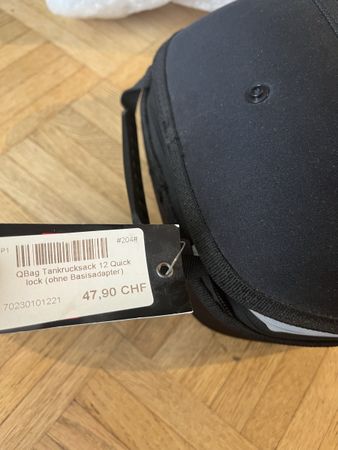 P1 #2048
QBag Tankrucksack 12 Quick
lock (ohne Basisadapter)
70230101221 47,90 CHF